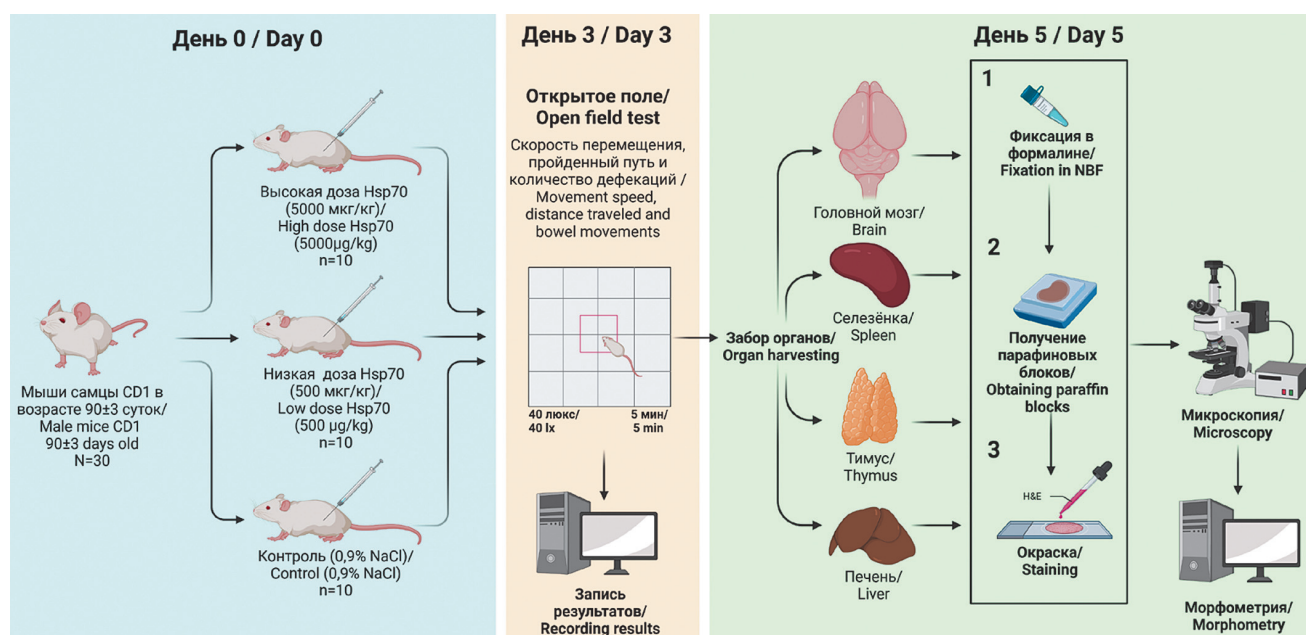 День 0 / Day 0
Высокая доза Hsp70
(5000 мкг/кг)/
High dose Hsp70
(5000µg/kg)
n=10
Мыши самцы CD1 в
возрасте 90±3 суток/
Male mice CD1
90±3 days old
N=30
Низкая доза Hsp70
(500 мкг/кг)/
Low dose Hsp70
(500 µg/kg)
n=10
Контроль (0,9% NaCl)/
Control (0,9% NaCl)
n=10
День 3 / Day 3
Открытое поле/
Open field test
Скорость перемещения,
пройденный путь и
количество дефекаций /
Movement speed,
distance traveled and
bowel movements
40 люкс/
40 lx
5 мин/
5 min
Запись
результатов/
Recording results
День 5 / Day 5
Забор органов/
Organ harvesting
Головной мозг/
Brain
Селезёнка/
Spleen
Тимус/
Thymus
Печень/
Liver
1
Фиксация в
формалине/
Fixation in NBF
2
Получение
парафиновых
блоков/
Obtaining paraffin
blocks
3
H&E
Окраска/
Staining
Микроскопия/
Microscopy
Морфометрия/
Morphometry